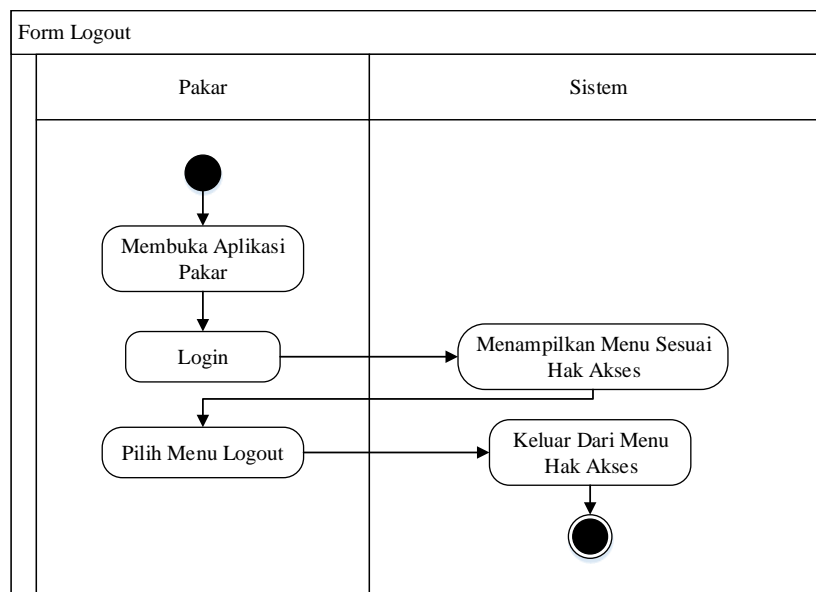 Form Logout
Pakar
Sistem
Membuka Aplikasi
Pakar
Login
Menampilkan Menu Sesuai
Hak Akses
Pilih Menu Logout
Keluar Dari Menu
Hak Akses